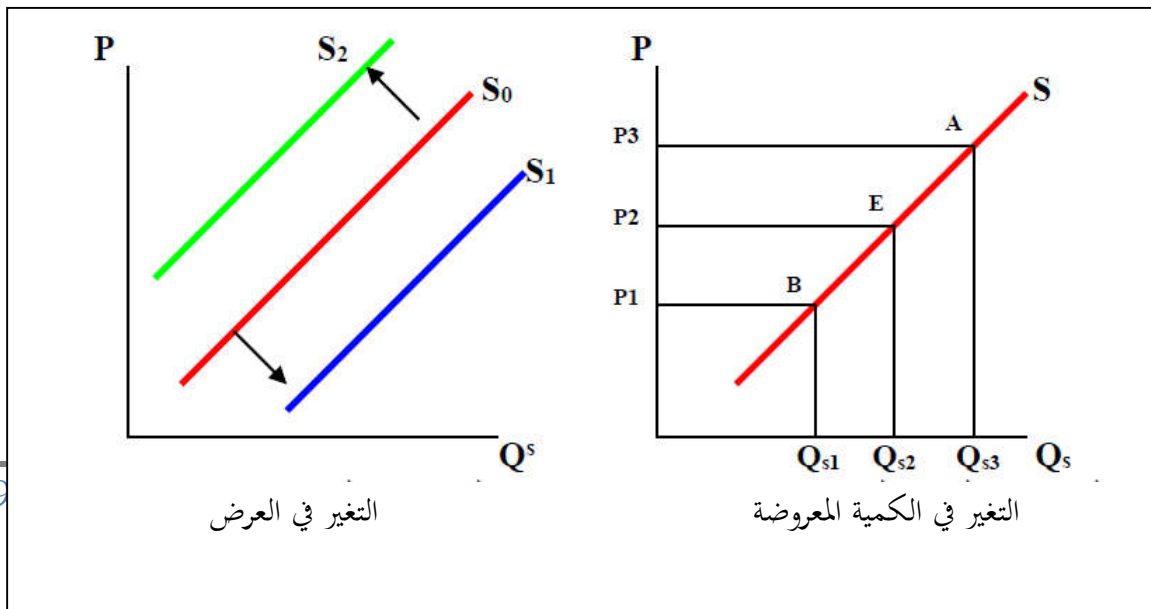 P
S₂
S₀
S₁
Qˢ
التغير في العرض
P
S
P3
A
P2
E
P1
B
Qs1
Qs2
Qs3
Qs
التغير في الكمية المعروضة